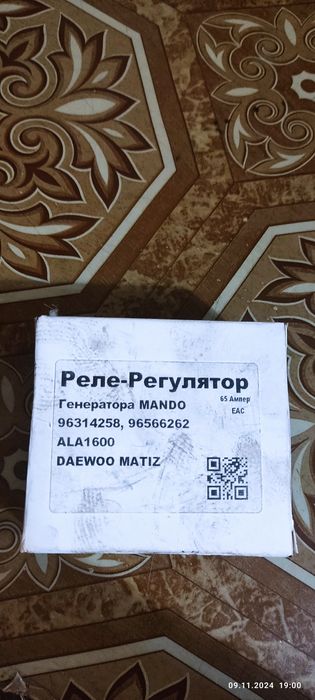 Реле-Регулятор
65 Ампер
Генератора MANDO
EAC
96314258, 96566262
ALA1600
DAEWOO MATIZ
09.11.2024 19:00